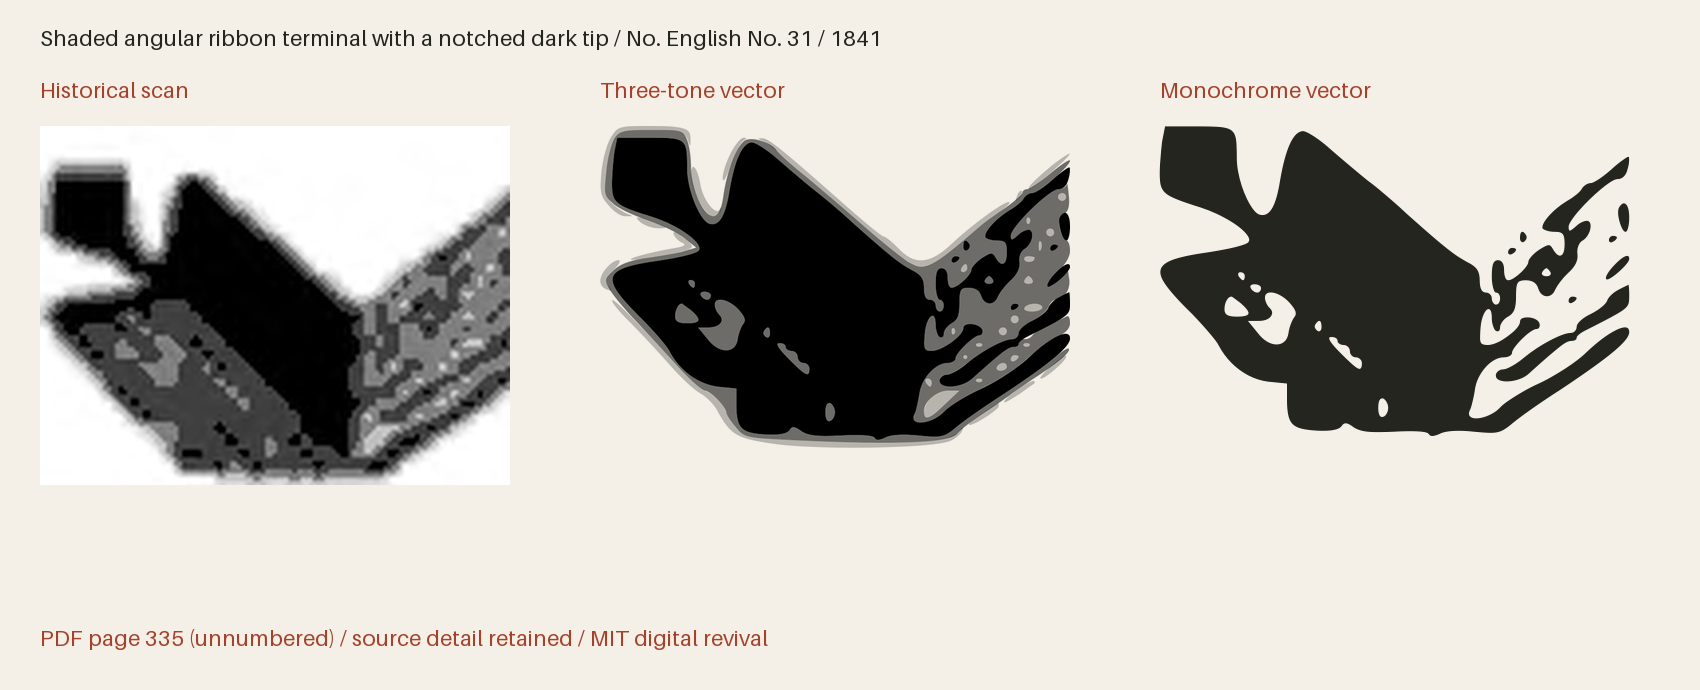 Shaded angular ribbon terminal with a notched dark tip / No. English No. 31 / 1841
Historical scan
Three-tone vector
Monochrome vector
PDF page 335 (unnumbered) / source detail retained / MIT digital revival